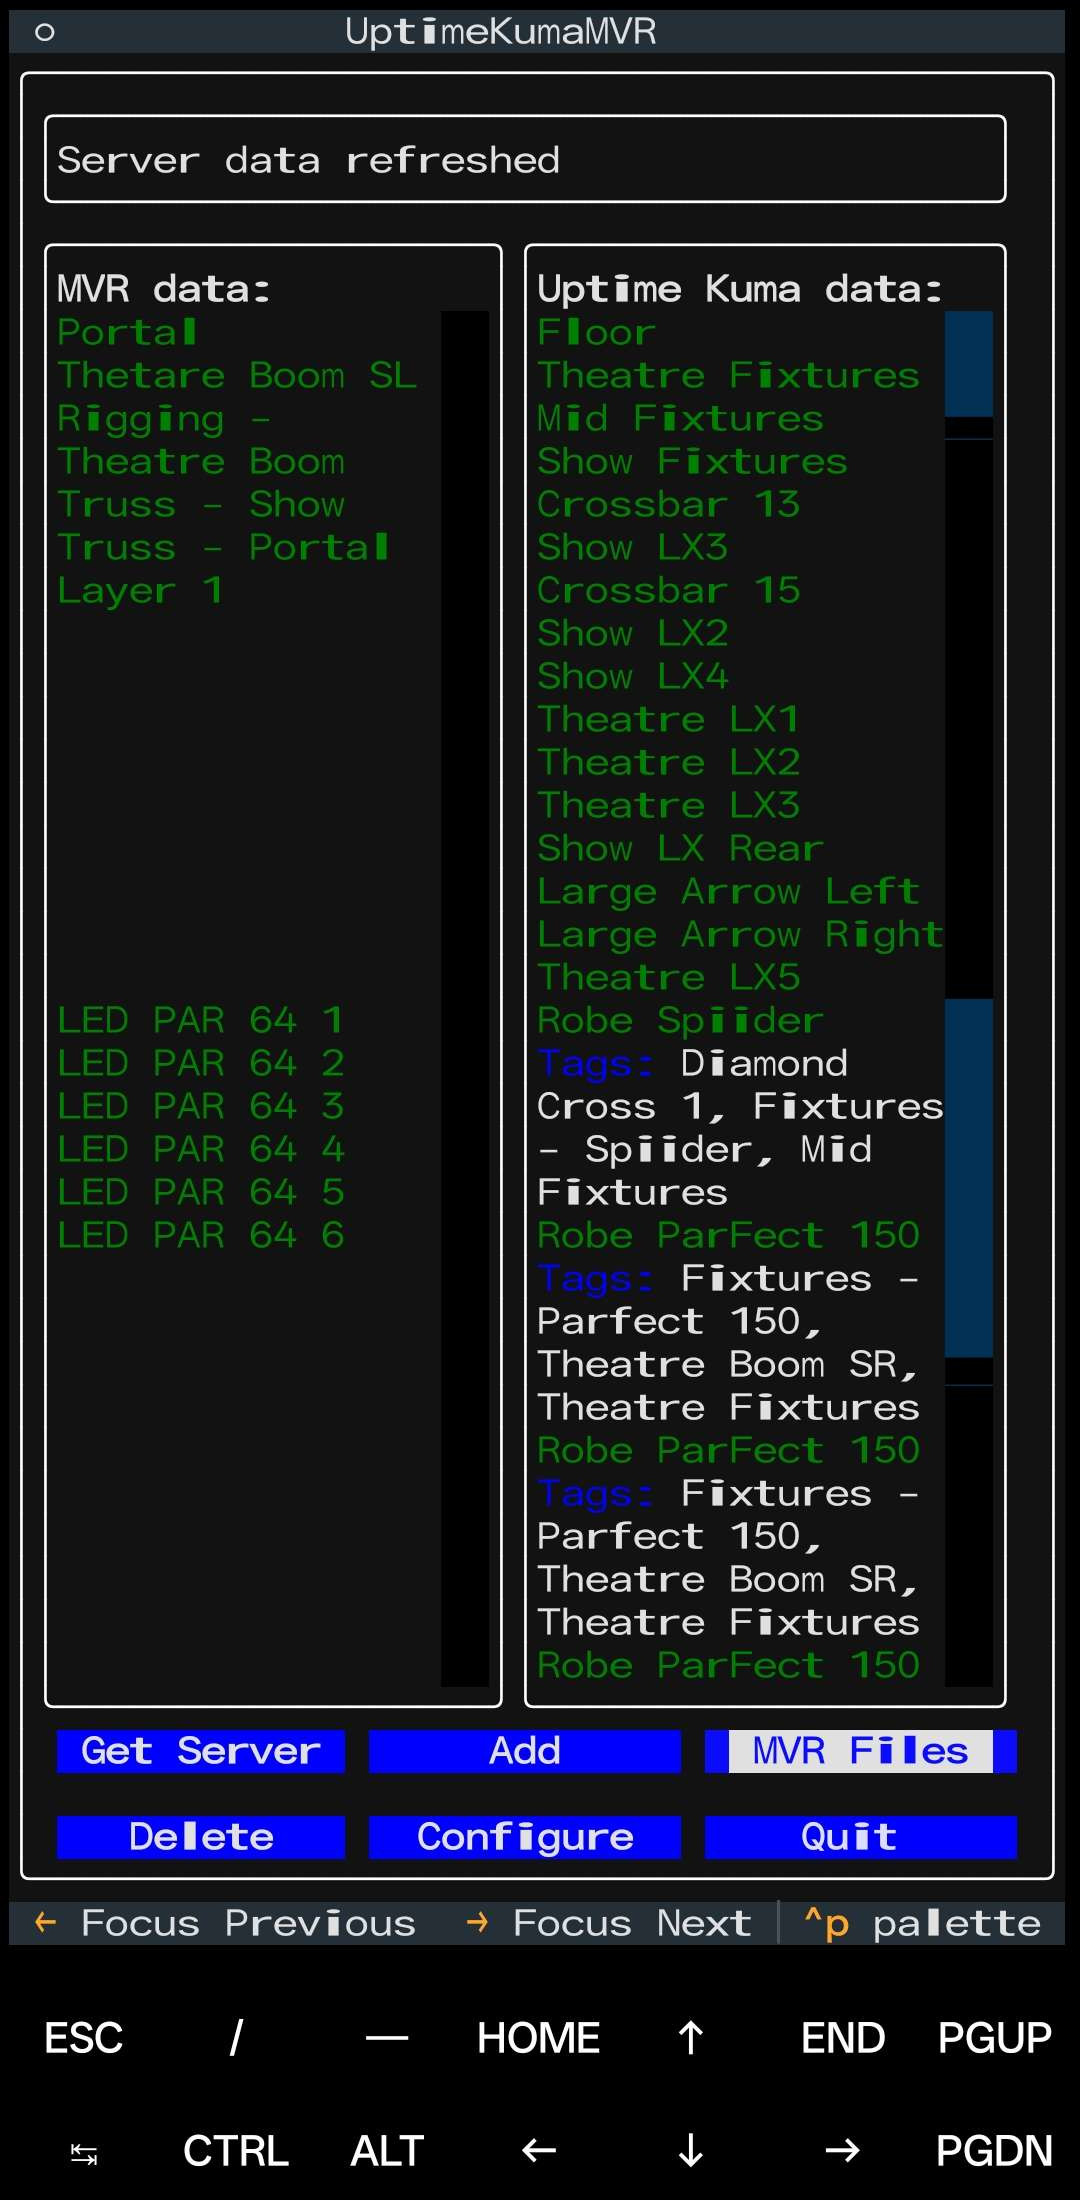 ○ UptimeKumaMVR
Server data refreshed
MVR data:
Portal
Thetare Boom SL
Rigging -
Theatre Boom
Truss - Show
Truss - Portal
Layer 1
LED PAR 64 1
LED PAR 64 2
LED PAR 64 3
LED PAR 64 4
LED PAR 64 5
LED PAR 64 6
Uptime Kuma data:
Floor
Theatre Fixtures
Mid Fixtures
Show Fixtures
Crossbar 13
Show LX3
Crossbar 15
Show LX2
Show LX4
Theatre LX1
Theatre LX2
Theatre LX3
Show LX Rear
Large Arrow Left
Large Arrow Right
Theatre LX5
Robe Spiider
Tags: Diamond
Cross 1, Fixtures
- Spiider, Mid
Fixtures
Robe ParFect 150
Tags: Fixtures -
Parfect 150,
Theatre Boom SR,
Theatre Fixtures
Robe ParFect 150
Tags: Fixtures -
Parfect 150,
Theatre Boom SR,
Theatre Fixtures
Robe ParFect 150
Get Server Add MVR Files
Delete Configure Quit
← Focus Previous → Focus Next ^p palette
ESC / — HOME ↑ END PGUP
↹ CTRL ALT ← ↓ → PGDN